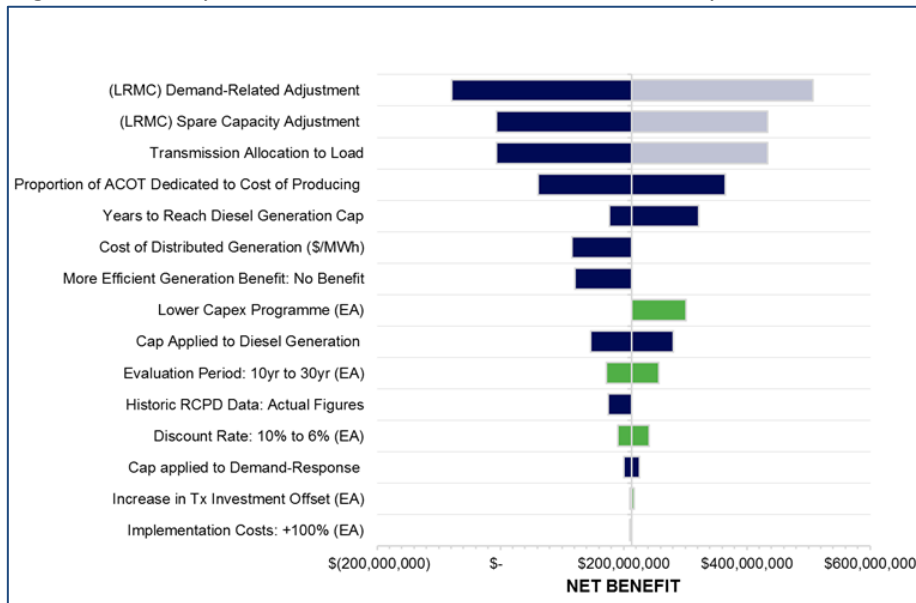 (LRMC) Demand-Related Adjustment
(LRMC) Spare Capacity Adjustment
Transmission Allocation to Load
Proportion of ACOT Dedicated to Cost of Producing
Years to Reach Diesel Generation Cap
Cost of Distributed Generation ($/MWh)
More Efficient Generation Benefit: No Benefit
Lower Capex Programme (EA)
Cap Applied to Diesel Generation
Evaluation Period: 10yr to 30yr (EA)
Historic RCPD Data: Actual Figures
Discount Rate: 10% to 6% (EA)
Cap applied to Demand-Response
Increase in Tx Investment Offset (EA)
Implementation Costs: +100% (EA)
$(200,000,000) $- $200,000,000 $400,000,000 $600,000,000
NET BENEFIT